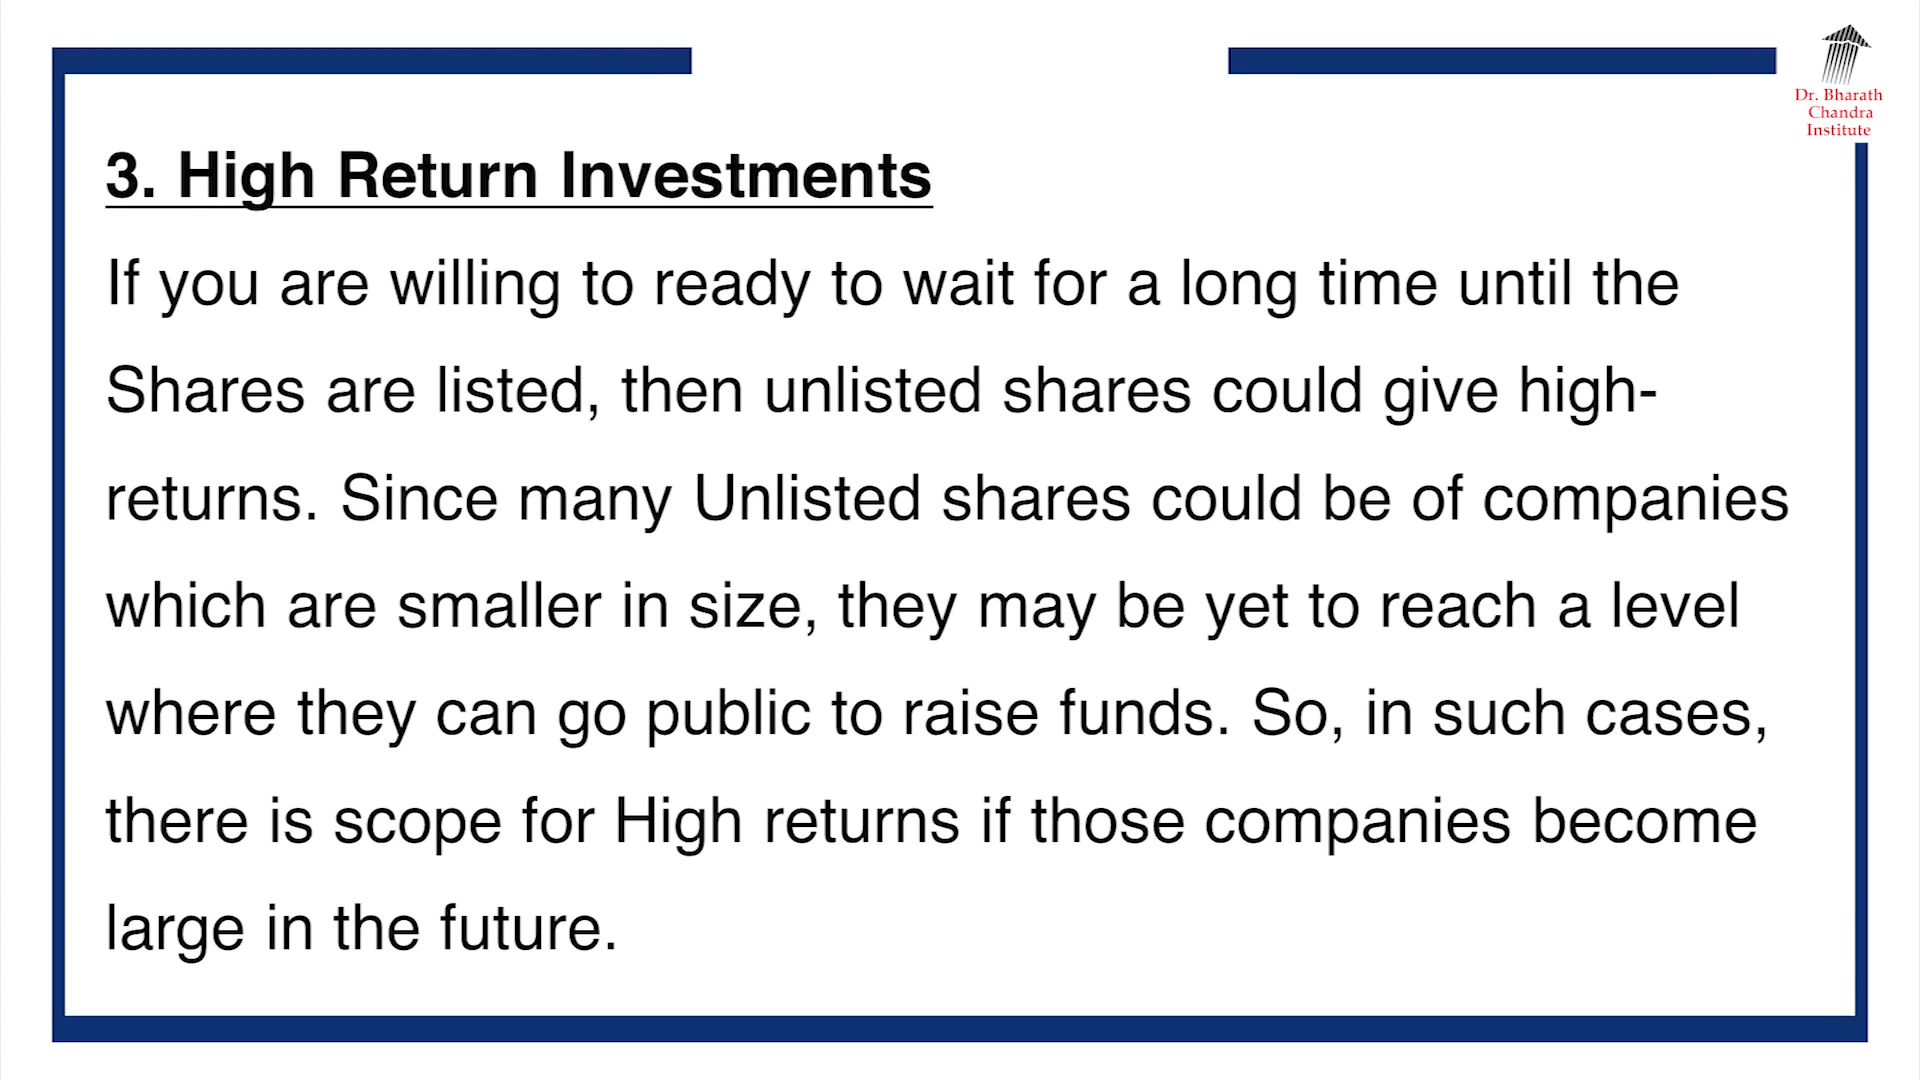 Dr. Bharath
Chandra
Institute
3. High Return Investments
If you are willing to ready to wait for a long time until the
Shares are listed, then unlisted shares could give high-
returns. Since many Unlisted shares could be of companies
which are smaller in size, they may be yet to reach a level
where they can go public to raise funds. So, in such cases,
there is scope for High returns if those companies become
large in the future.